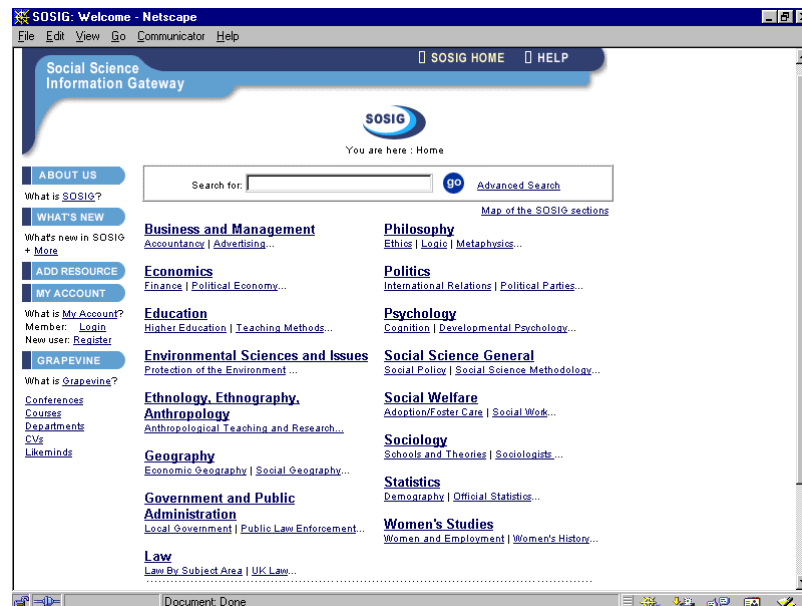 SOSIG: Welcome - Netscape
File Edit View Go Communicator Help
SOSIG HOME HELP
Social Science
Information Gateway
SOSIG
You are here : Home
ABOUT US
What is SOSIG?
WHAT'S NEW
What's new in SOSIG
+ More
ADD RESOURCE
MY ACCOUNT
What is My Account?
Member: Login
New user: Register
GRAPEVINE
What is Grapevine?
Conferences
Courses
Departments
CVs
Likeminds
Search for: go Advanced Search
Map of the SOSIG sections
Business and Management
Accountancy | Advertising...
Economics
Finance | Political Economy...
Education
Higher Education | Teaching Methods...
Environmental Sciences and Issues
Protection of the Environment ...
Ethnology, Ethnography,
Anthropology
Anthropological Teaching and Research...
Geography
Economic Geography | Social Geography...
Government and Public
Administration
Local Government | Public Law Enforcement...
Law
Law By Subject Area | UK Law...
Philosophy
Ethics | Logic | Metaphysics...
Politics
International Relations | Political Parties...
Psychology
Cognition | Developmental Psychology...
Social Science General
Social Policy | Social Science Methodology...
Social Welfare
Adoption/Foster Care | Social Work...
Sociology
Schools and Theories | Sociologists ...
Statistics
Demography | Official Statistics...
Women's Studies
Women and Employment | Women's History...
Document: Done